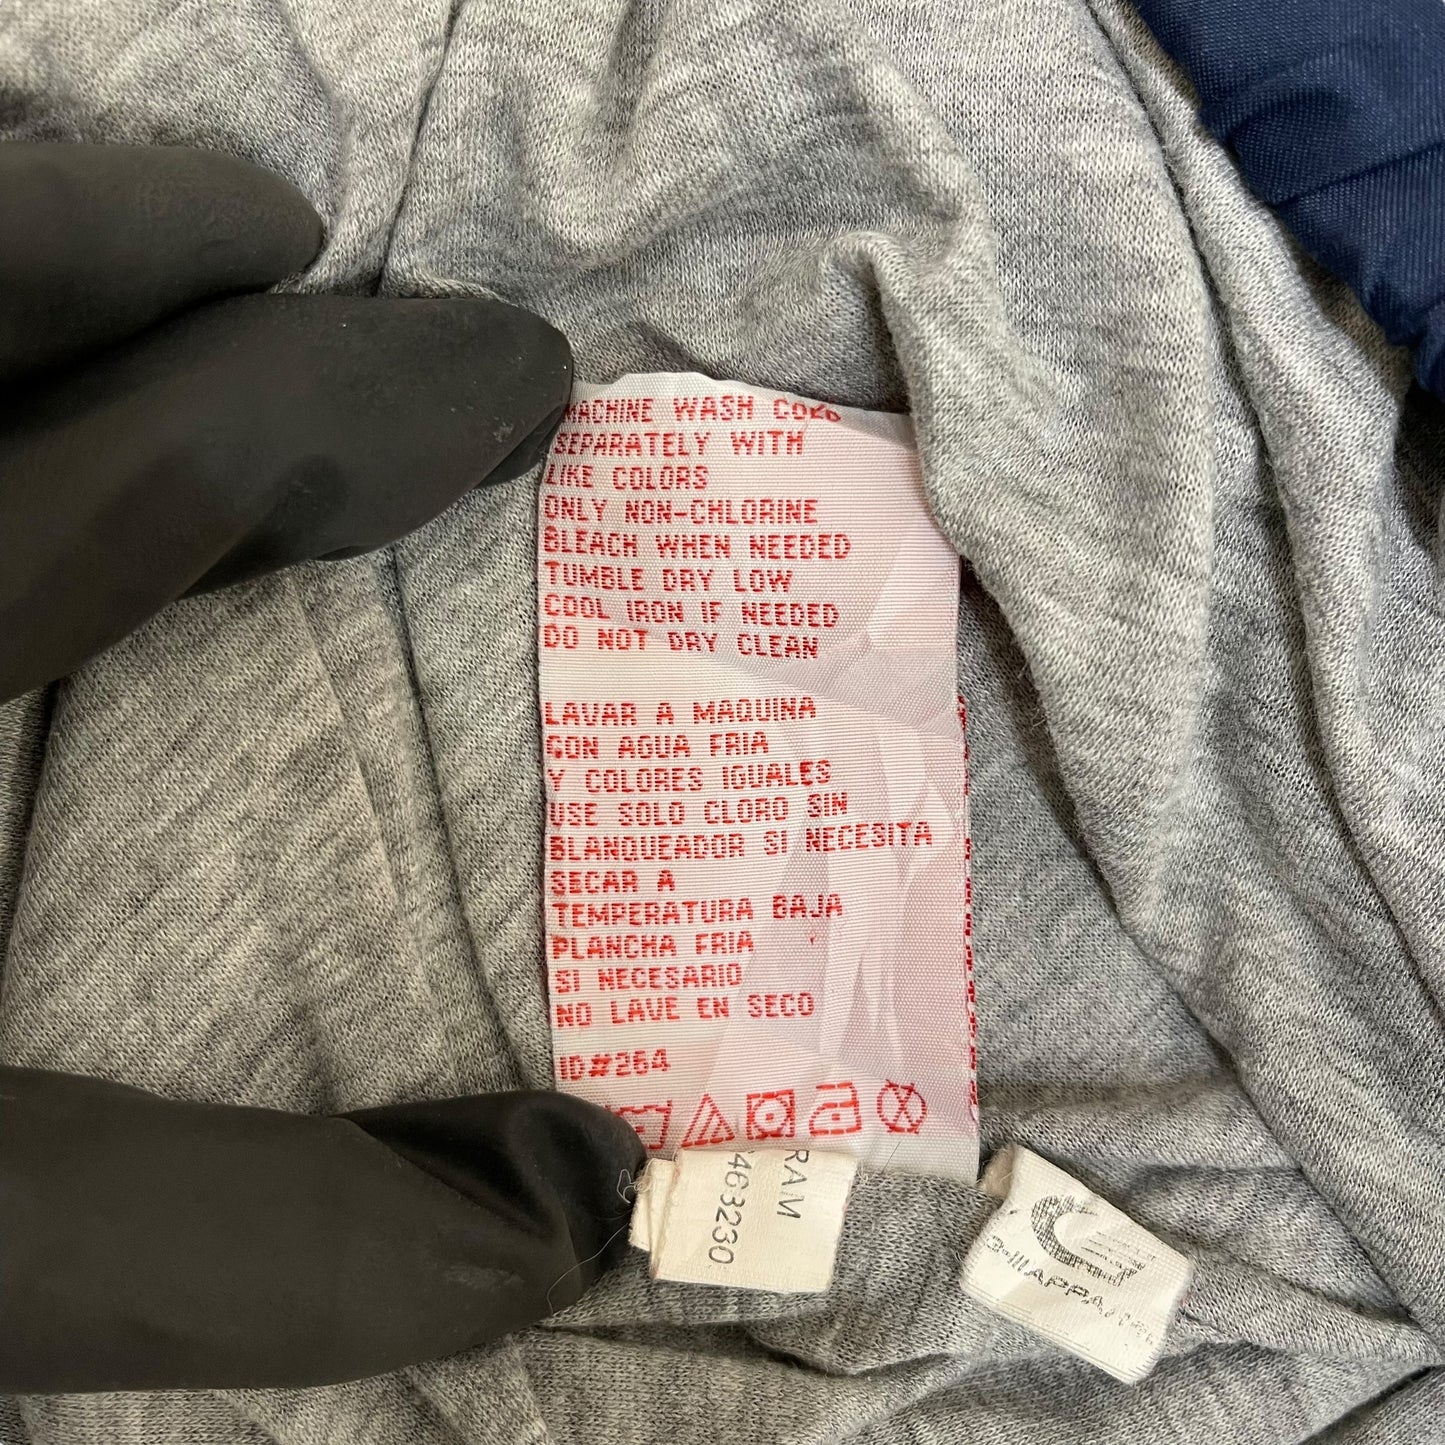 MACHINE WASH COLD
SEPARATELY WITH
LIKE COLORS
ONLY NON-CHLORINE
BLEACH WHEN NEEDED
TUMBLE DRY LOW
COOL IRON IF NEEDED
DO NOT DRY CLEAN
LAVAR A MAQUINA
CON AGUA FRIA
Y COLORES IGUALES
USE SOLO CLORO SIN
BLANQUEADOR SI NECESITA
SECAR A
TEMPERATURA BAJA
PLANCHA FRIA
SI NECESARIO
NO LAVE EN SECO
ID#264
RAM
463230